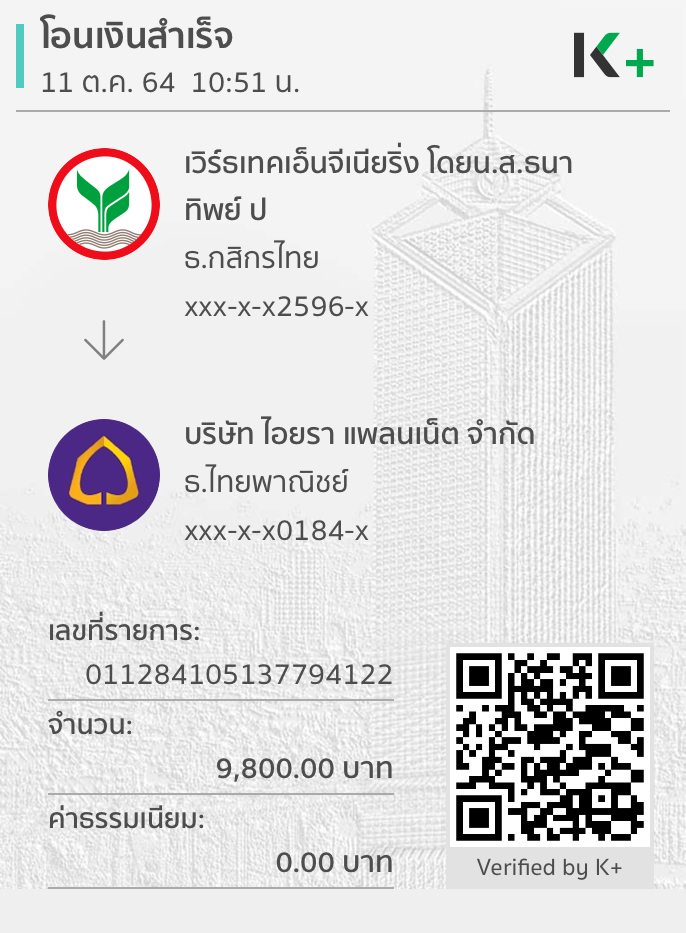 โอนเงินสำเร็จ
11 ต.ค. 64  10:51 น.
K+
เวิร์ธเทคเอ็นจีเนียริ่ง โดยน.ส.ธนา
ทิพย์ ป
ธ.กสิกรไทย
xxx-x-x2596-x
บริษัท ไอยรา แพลนเน็ต จำกัด
ธ.ไทยพาณิชย์
xxx-x-x0184-x
เลขที่รายการ:
011284105137794122
จำนวน:
9,800.00 บาท
ค่าธรรมเนียม:
0.00 บาท
Verified by K+